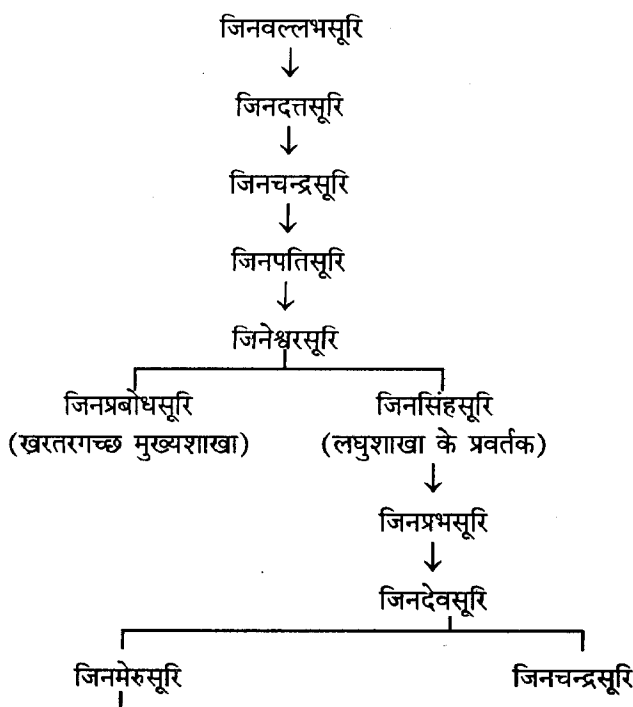 जिनवल्लभसूरि
जिनदत्तसूरि
जिनचन्द्रसूरि
जिनपतिसूरि
जिनेश्वरसूरि
जिनप्रबोधसूरि जिनसिंहसूरि
(खरतरगच्छ मुख्यशाखा) (लघुशाखा के प्रवर्तक)
जिनप्रभसूरि
जिनदेवसूरि
जिनमेरुसूरि जिनचन्द्रसूरि